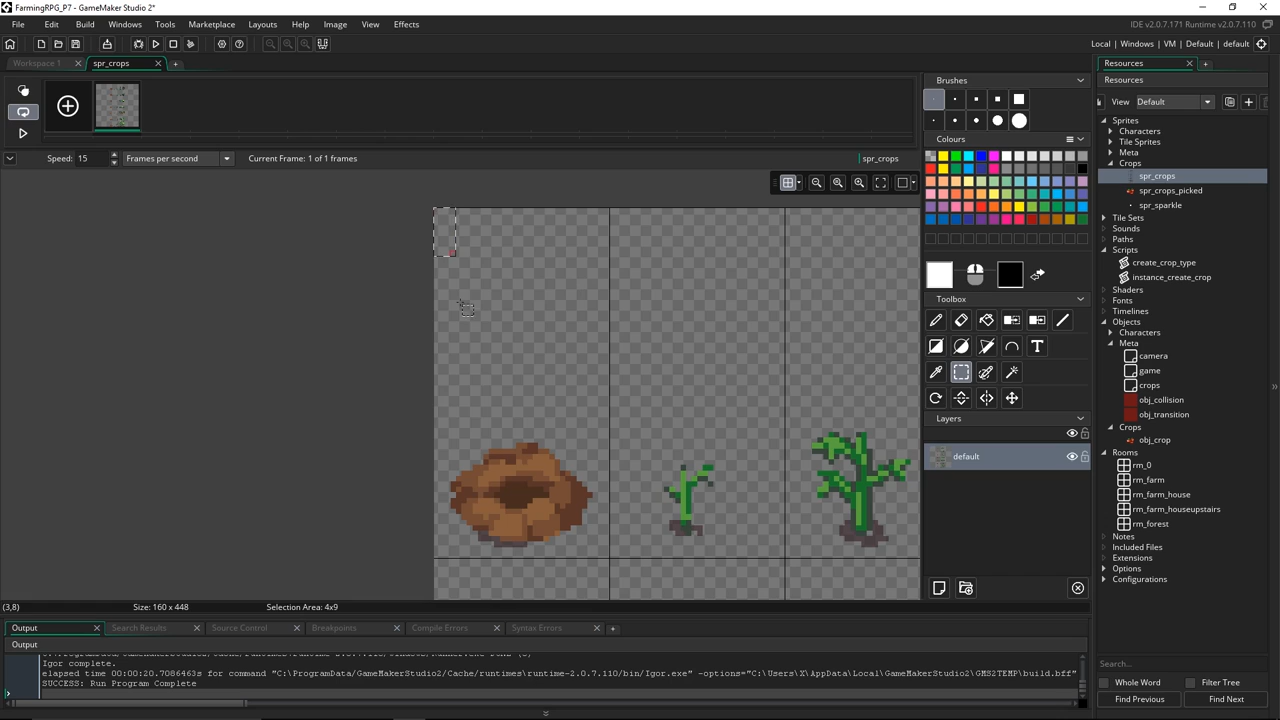 FarmingRPG_P7 - GameMaker Studio 2*
File Edit Build Windows Tools Marketplace Layouts Help Image View Effects
IDE v2.0.7.171 Runtime v2.0.7.110
Local | Windows | VM | Default | default
Workspace 1
spr_crops
Speed: 15 Frames per second
Current Frame: 1 of 1 frames
spr_crops
Brushes
Colours
Toolbox
T
Layers
default
(3,8)
Size: 160 x 448
Selection Area: 4x9
Output
Search Results
Source Control
Breakpoints
Compile Errors
Syntax Errors
Output
Igor complete.
elapsed time 00:00:20.7086463s for command "C:\ProgramData/GameMakerStudio2/Cache/runtimes\runtime-2.0.7.110/bin/Igor.exe" -options="C:\Users\X\AppData\Local\GameMakerStudio2\GMS2TEMP\build.bff"
SUCCESS: Run Program Complete
Resources
Resources
View Default
Sprites
Characters
Tile Sprites
Meta
Crops
spr_crops
spr_crops_picked
spr_sparkle
Tile Sets
Sounds
Paths
Scripts
create_crop_type
instance_create_crop
Shaders
Fonts
Timelines
Objects
Characters
Meta
camera
game
crops
obj_collision
obj_transition
Crops
obj_crop
Rooms
rm_0
rm_farm
rm_farm_house
rm_farm_houseupstairs
rm_forest
Notes
Included Files
Extensions
Options
Configurations
Search...
Whole Word
Filter Tree
Find Previous
Find Next